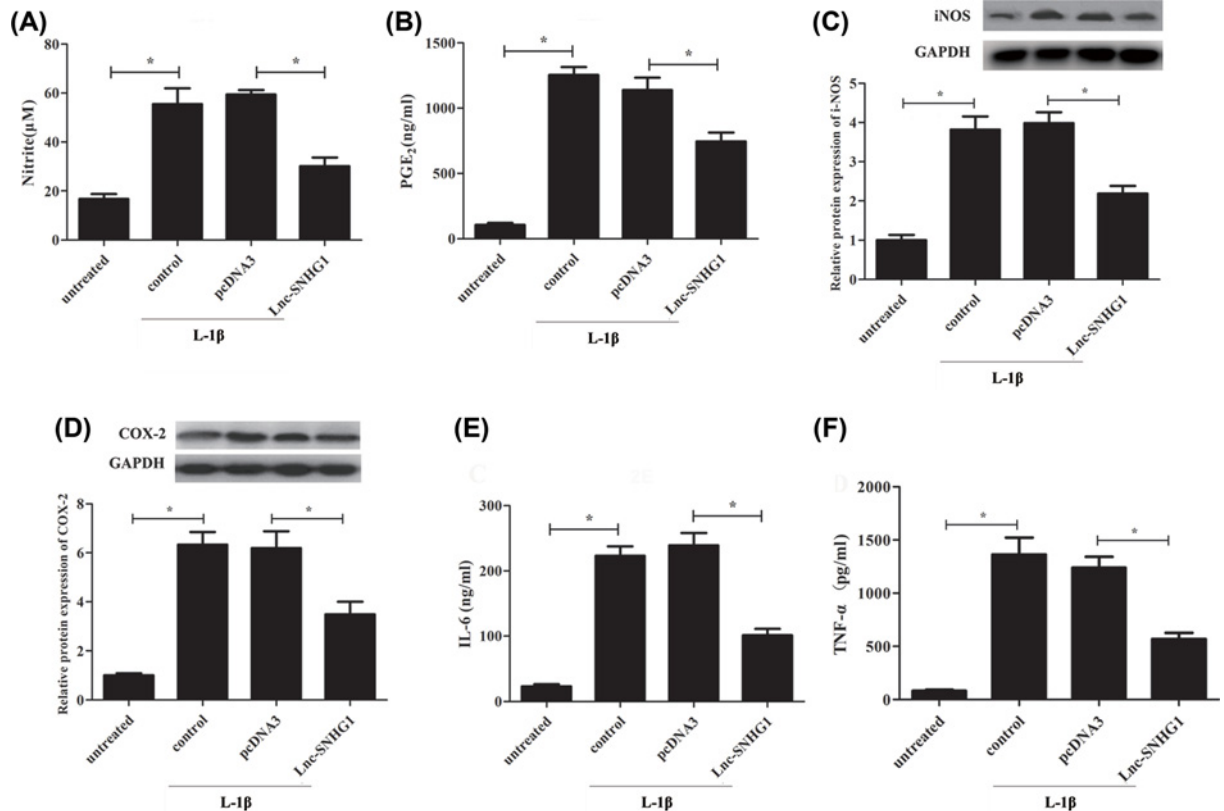 (A)
Nitrite(μM)
80
60
40
20
0
*
*
untreated
control
pcDNA3
Lnc-SNHG1
L-1β
(B)
PGE₂(ng/ml)
1500
1000
500
0
*
*
untreated
control
pcDNA3
Lnc-SNHG1
L-1β
(C)
iNOS
GAPDH
Relative protein expression of i-NOS
5
4
3
2
1
0
*
*
untreated
control
pcDNA3
Lnc-SNHG1
L-1β
(D)
COX-2
GAPDH
Relative protein expression of COX-2
8
6
4
2
0
*
*
untreated
control
pcDNA3
Lnc-SNHG1
L-1β
(E)
C
IL-6 (ng/ml)
300
200
100
0
*
*
untreated
control
pcDNA3
Lnc-SNHG1
L-1β
(F)
D
TNF-α (pg/ml)
2000
1500
1000
500
0
*
*
untreated
control
pcDNA3
Lnc-SNHG1
L-1β